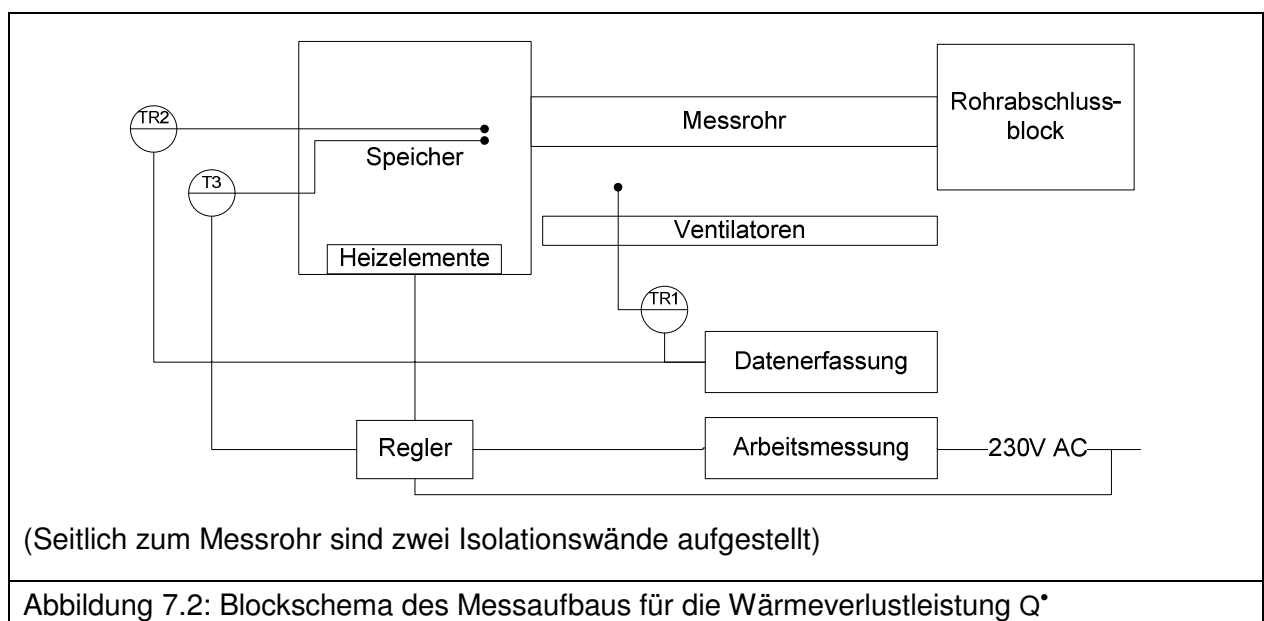 Rohrabschluss-
block
Messrohr
TR2
Speicher
T3
Ventilatoren
Heizelemente
TR1
Datenerfassung
Regler
Arbeitsmessung
230V AC
(Seitlich zum Messrohr sind zwei Isolationswände aufgestellt)
Abbildung 7.2: Blockschema des Messaufbaus für die Wärmeverlustleistung Q•